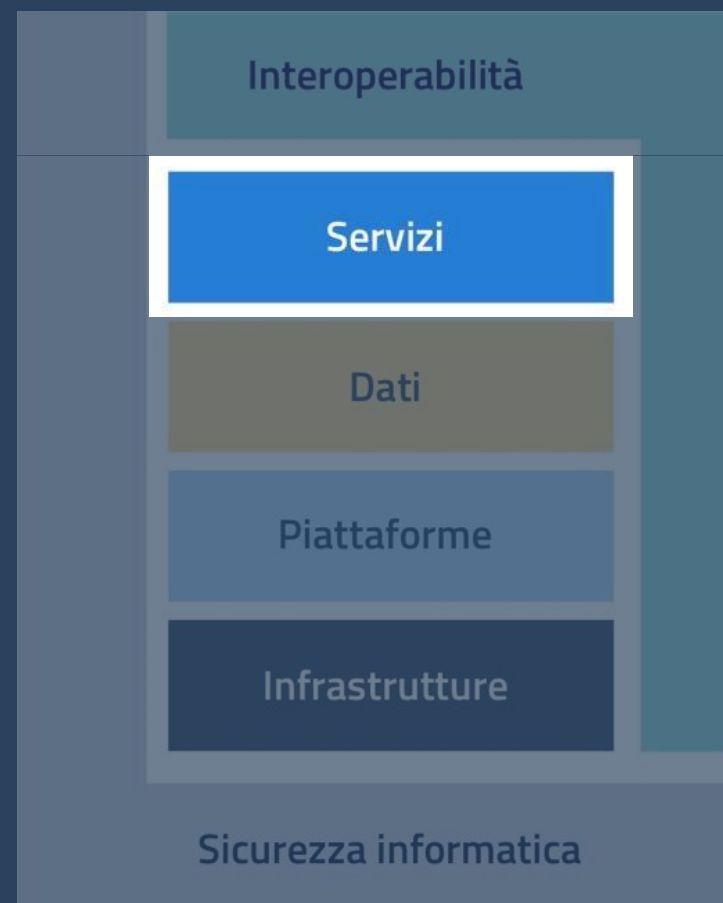 Interoperabilità
Servizi
Dati
Piattaforme
Infrastrutture
Sicurezza informatica